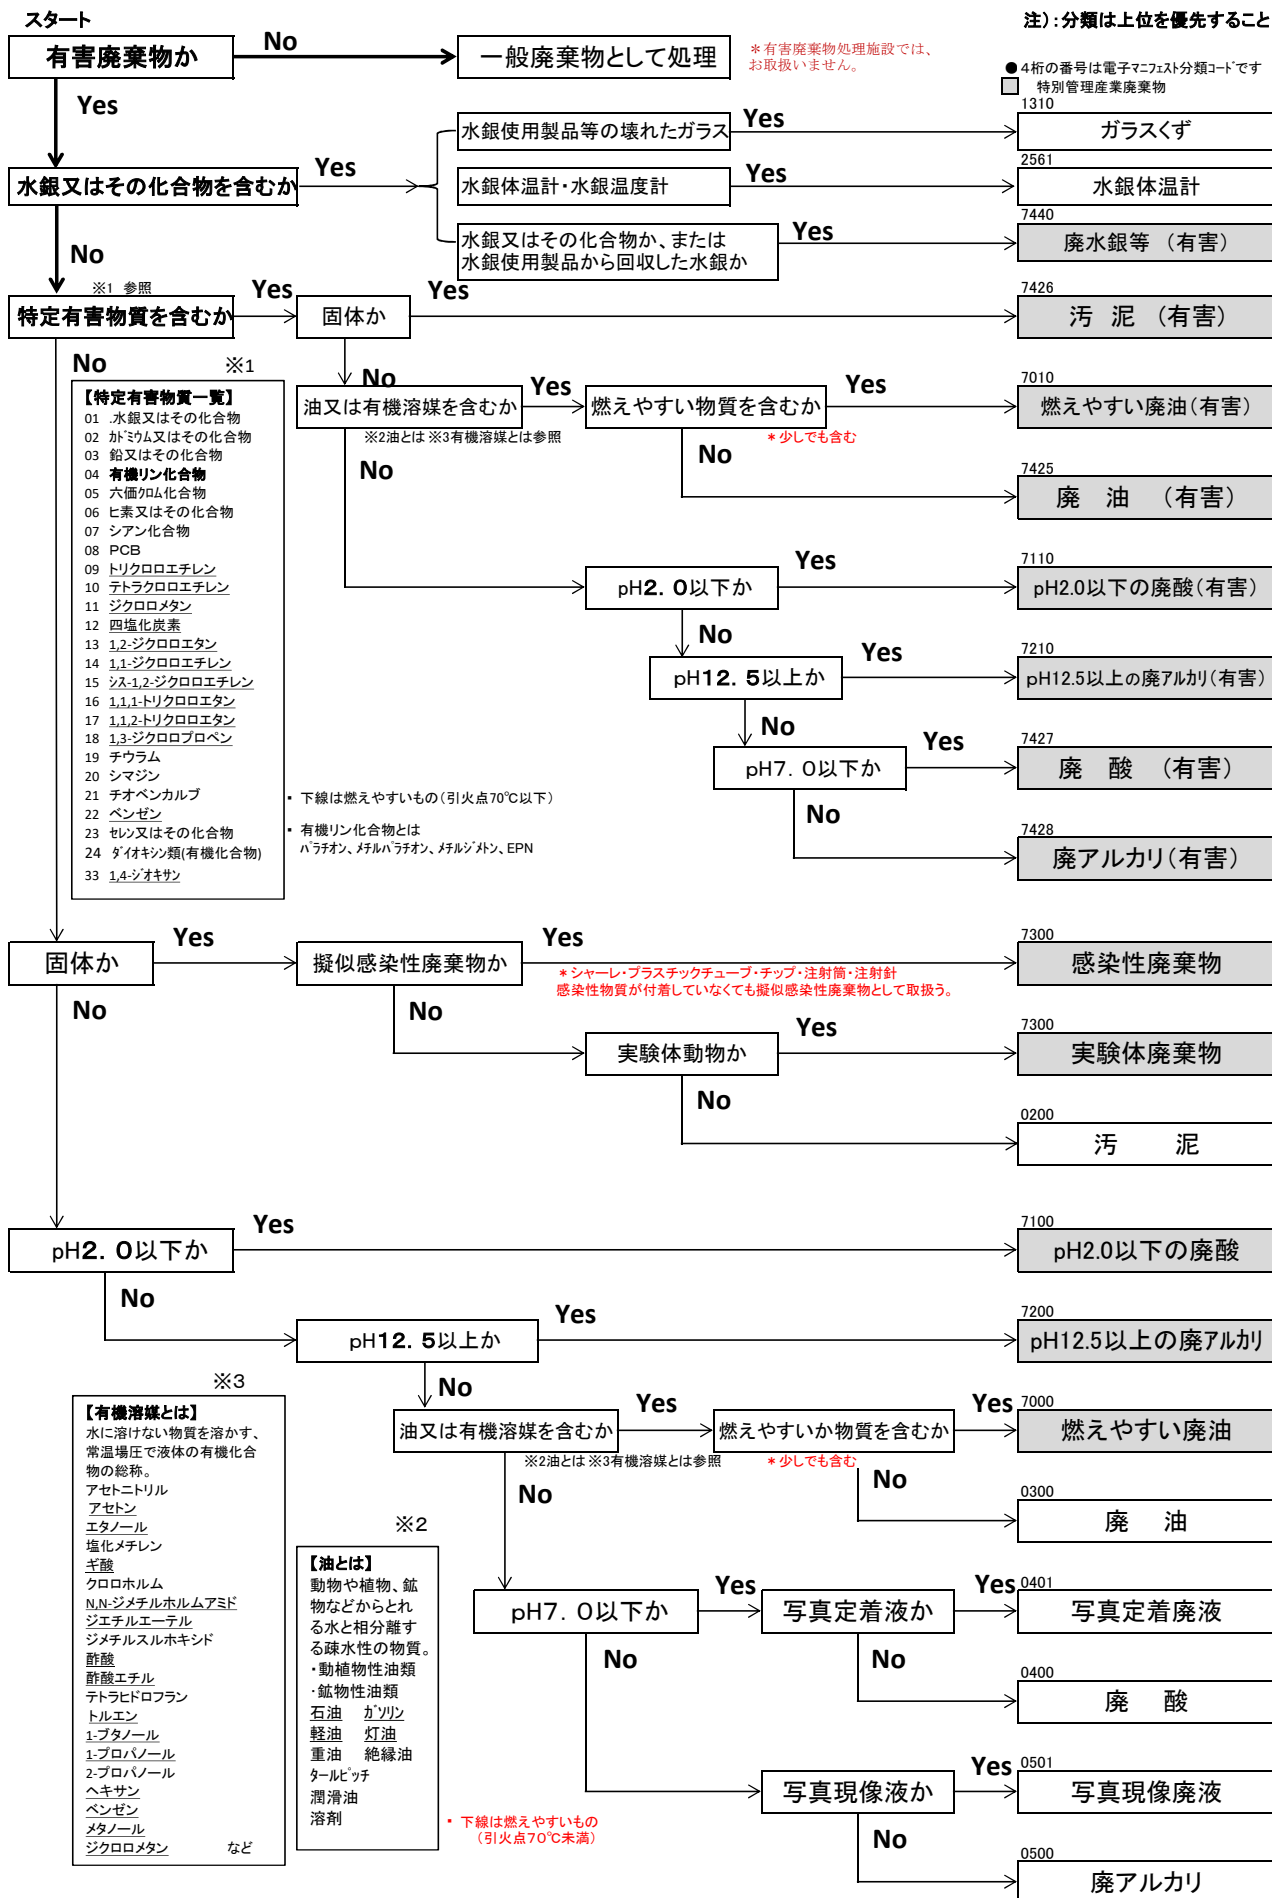 スタート
注）：分類は上位を優先すること
有害廃棄物か
No
一般廃棄物として処理
＊有害廃棄物処理施設では、
お取扱いません。
●４桁の番号は電子マニフェスト分類コードです
特別管理産業廃棄物
Yes
水銀使用製品等の壊れたガラス
Yes
1310
ガラスくず
水銀又はその化合物を含むか
Yes
水銀体温計・水銀温度計
Yes
2561
水銀体温計
水銀又はその化合物か、または
水銀使用製品から回収した水銀か
Yes
7440
廃水銀等 （有害）
No
※1　参照
特定有害物質を含むか
Yes
固体か
Yes
7426
汚 泥 （有害）
No
※1
No
油又は有機溶媒を含むか
Yes
燃えやすい物質を含むか
Yes
7010
燃えやすい廃油（有害）
※2油とは ※3有機溶媒とは参照
＊少しでも含む
No
No
7425
廃 油 （有害）
【特定有害物質一覧】
01 .水銀又はその化合物
02 カドミウム又はその化合物
03 鉛又はその化合物
04 有機リン化合物
05 六価クロム化合物
06 ヒ素又はその化合物
07 シアン化合物
08 PCB
09 トリクロロエチレン
10 テトラクロロエチレン
11 ジクロロメタン
12 四塩化炭素
13 1,2-ジクロロエタン
14 1,1-ジクロロエチレン
15 シス-1,2-ジクロロエチレン
16 1,1,1-トリクロロエタン
17 1,1,2-トリクロロエタン
18 1,3-ジクロロプロペン
19 チウラム
20 シマジン
21 チオベンカルブ
22 ベンゼン
23 セレン又はその化合物
24 ダイオキシン類(有機化合物)
33 1,4-ジオキサン
・ 下線は燃えやすいもの（引火点70℃以下）
・ 有機リン化合物とは
パラチオン、メチルパラチオン、メチルジメトン、EPN
pH２．０以下か
Yes
7110
pH2.0以下の廃酸（有害）
No
pH12．5以上か
Yes
7210
pH12.5以上の廃アルカリ（有害）
No
pH7．0以下か
Yes
7427
廃 酸 （有害）
No
7428
廃アルカリ（有害）
固体か
Yes
擬似感染性廃棄物か
Yes
7300
感染性廃棄物
＊シャーレ・プラスチックチューブ・チップ・注射筒・注射針
感染性物質が付着していなくても擬似感染性廃棄物として取扱う。
No
No
実験体動物か
Yes
7300
実験体廃棄物
No
0200
汚 泥
pH２．０以下か
Yes
7100
pH2.0以下の廃酸
No
pH12．5以上か
Yes
7200
pH12.5以上の廃アルカリ
No
油又は有機溶媒を含むか
Yes
燃えやすいか物質を含むか
Yes
7000
燃えやすい廃油
※2油とは ※3有機溶媒とは参照
＊少しでも含む
No
No
0300
廃 油
※3
【有機溶媒とは】
水に溶けない物質を溶かす、
常温場圧で液体の有機化合
物の総称。
アセトニトリル
アセトン
エタノール
塩化メチレン
ギ酸
クロロホルム
N,N-ジメチルホルムアミド
ジエチルエーテル
ジメチルスルホキシド
酢酸
酢酸エチル
テトラヒドロフラン
トルエン
1-ブタノール
1-プロパノール
2-プロパノール
ヘキサン
ベンゼン
メタノール
ジクロロメタン など
※2
【油とは】
動物や植物、鉱
物などからとれ
る水と相分離す
る疎水性の物質。
・動植物性油類
・鉱物性油類
石油 ガソリン
軽油 灯油
重油 絶縁油
タールピッチ
潤滑油
溶剤
・ 下線は燃えやすいもの
（引火点70℃未満）
pH7．0以下か
Yes
写真定着液か
Yes
0401
写真定着廃液
No
No
0400
廃 酸
写真現像液か
Yes
0501
写真現像廃液
No
0500
廃アルカリ